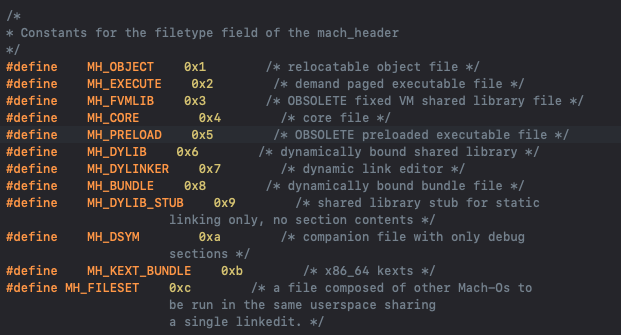 /*
* Constants for the filetype field of the mach_header
*/
#define MH_OBJECT 0x1 /* relocatable object file */
#define MH_EXECUTE 0x2 /* demand paged executable file */
#define MH_FVMLIB 0x3 /* OBSOLETE fixed VM shared library file */
#define MH_CORE 0x4 /* core file */
#define MH_PRELOAD 0x5 /* OBSOLETE preloaded executable file */
#define MH_DYLIB 0x6 /* dynamically bound shared library */
#define MH_DYLINKER 0x7 /* dynamic link editor */
#define MH_BUNDLE 0x8 /* dynamically bound bundle file */
#define MH_DYLIB_STUB 0x9 /* shared library stub for static
linking only, no section contents */
#define MH_DSYM 0xa /* companion file with only debug
sections */
#define MH_KEXT_BUNDLE 0xb /* x86_64 kexts */
#define MH_FILESET 0xc /* a file composed of other Mach-Os to
be run in the same userspace sharing
a single linkedit. */